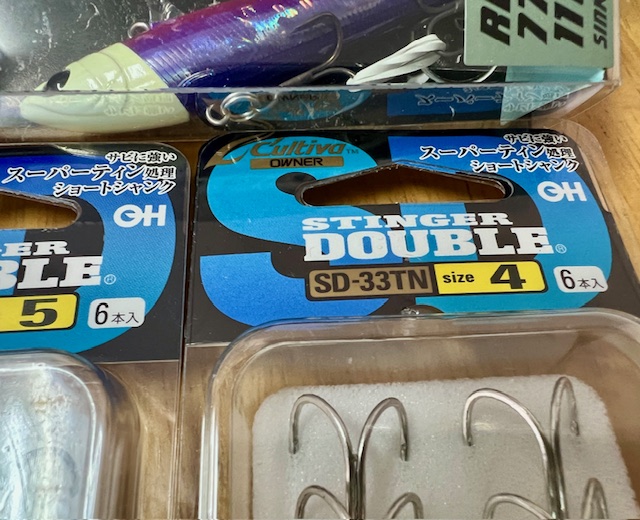 サビに強い
スーパーティン処理
ショートシャンク
OH
BLE®
5
6本入
Cultiva™
OWNER
サビに強い
スーパーティン処理
ショートシャンク
OH
STINGER
DOUBLE®
SD-33TN
size 4
6本入